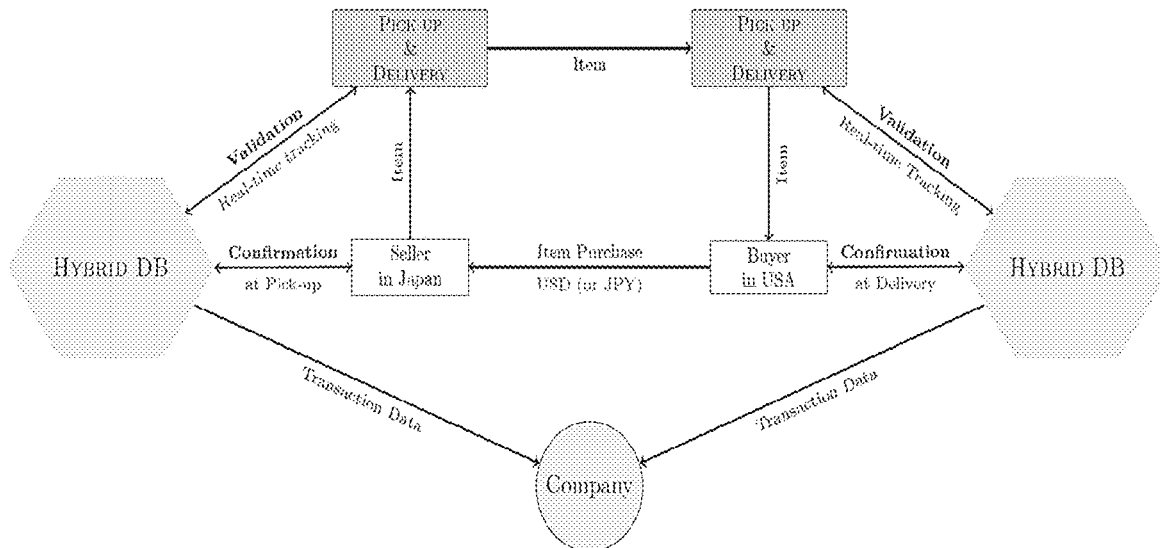 PICK UP
&
DELIVERY
Item
PICK UP
&
DELIVERY
Validation
Real-time tracking
Item
Item
Validation
Real-time Tracking
HYBRID DB
Confirmation
at Pick-up
Seller
in Japan
Item Purchase
USD (or JPY)
Buyer
in USA
Confirmation
at Delivery
HYBRID DB
Transaction Data
Transaction Data
Company